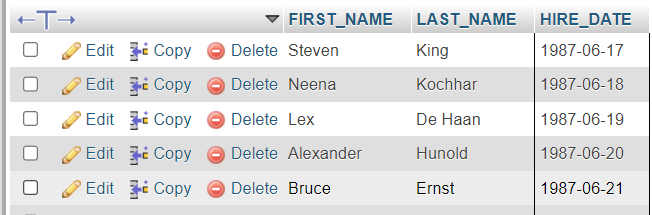 FIRST_NAME LAST_NAME HIRE_DATE
Edit Copy Delete Steven King 1987-06-17
Edit Copy Delete Neena Kochhar 1987-06-18
Edit Copy Delete Lex De Haan 1987-06-19
Edit Copy Delete Alexander Hunold 1987-06-20
Edit Copy Delete Bruce Ernst 1987-06-21